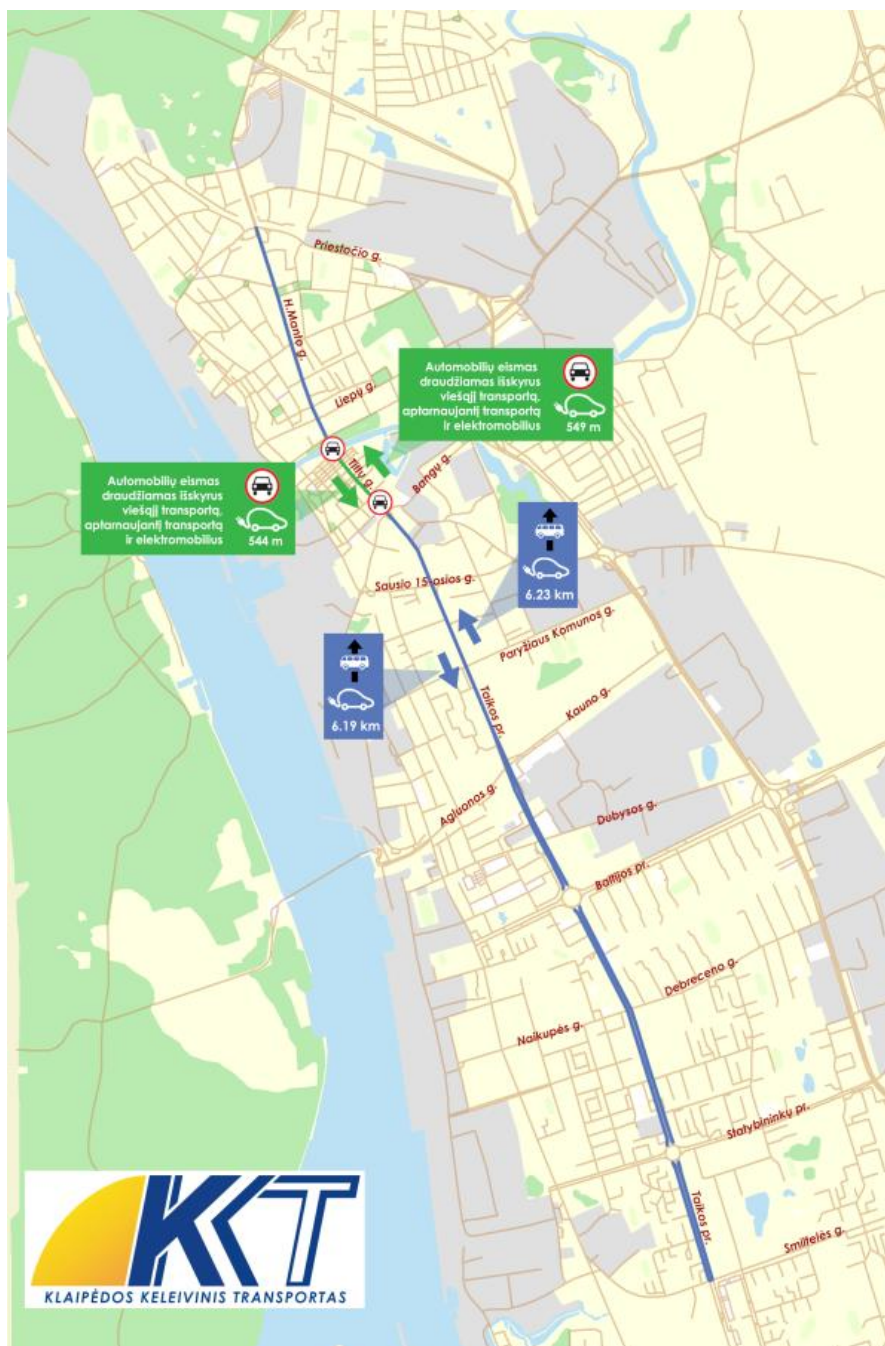 Priestočio g.
H.Manto g.
Liepų g.
Automobilių eismas
draudžiamas išskyrus
viešąjį transportą,
aptarnaujantį transportą
ir elektromobilius
549 m
Tiltų g.
Bangų g.
Automobilių eismas
draudžiamas išskyrus
viešąjį transportą,
aptarnaujantį transportą
ir elektromobilius
544 m
Sausio 15-osios g.
6.23 km
Paryžiaus Komunos g.
6.19 km
Taikos pr.
Kauno g.
Agluonos g.
Dubysos g.
Baltijos pr.
Debreceno g.
Naikupės g.
Statybininkų pr.
Taikos pr.
Smiltelės g.
KKT
KLAIPĖDOS KELEIVINIS TRANSPORTAS